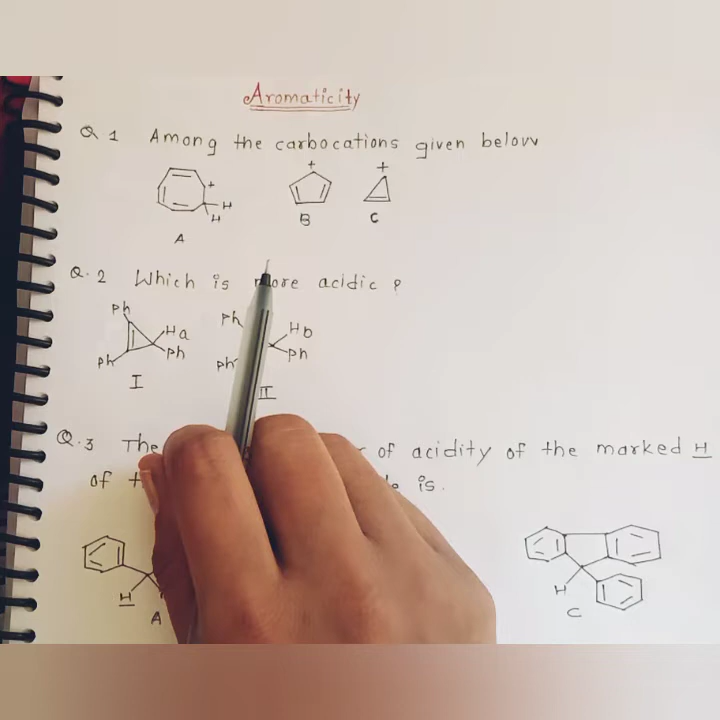 Aromaticity
Q 1 Among the carbocations given below
+ + +
H
H
A B C
Q.2 Which is more acidic ?
Ph Ha Ph Ph
I
Ph Hb Ph Ph
II
Q.3 The of acidity of the marked H
of is.
H
A
H
C